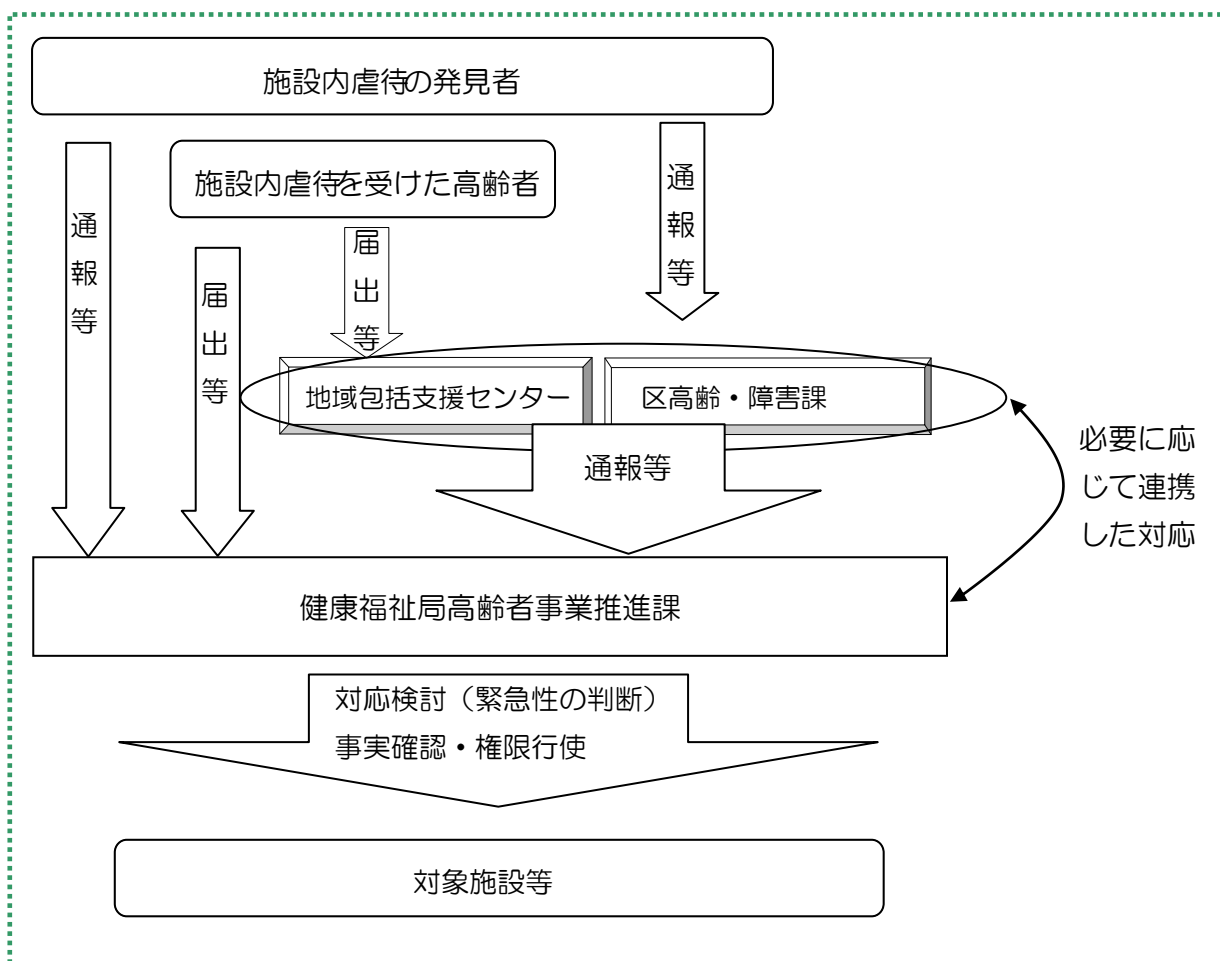 施設内虐待の発見者
施設内虐待を受けた高齢者
通報等
届出等
届出等
通報等
地域包括支援センター
区高齢・障害課
通報等
必要に応
じて連携
した対応
健康福祉局高齢者事業推進課
対応検討（緊急性の判断）
事実確認・権限行使
対象施設等